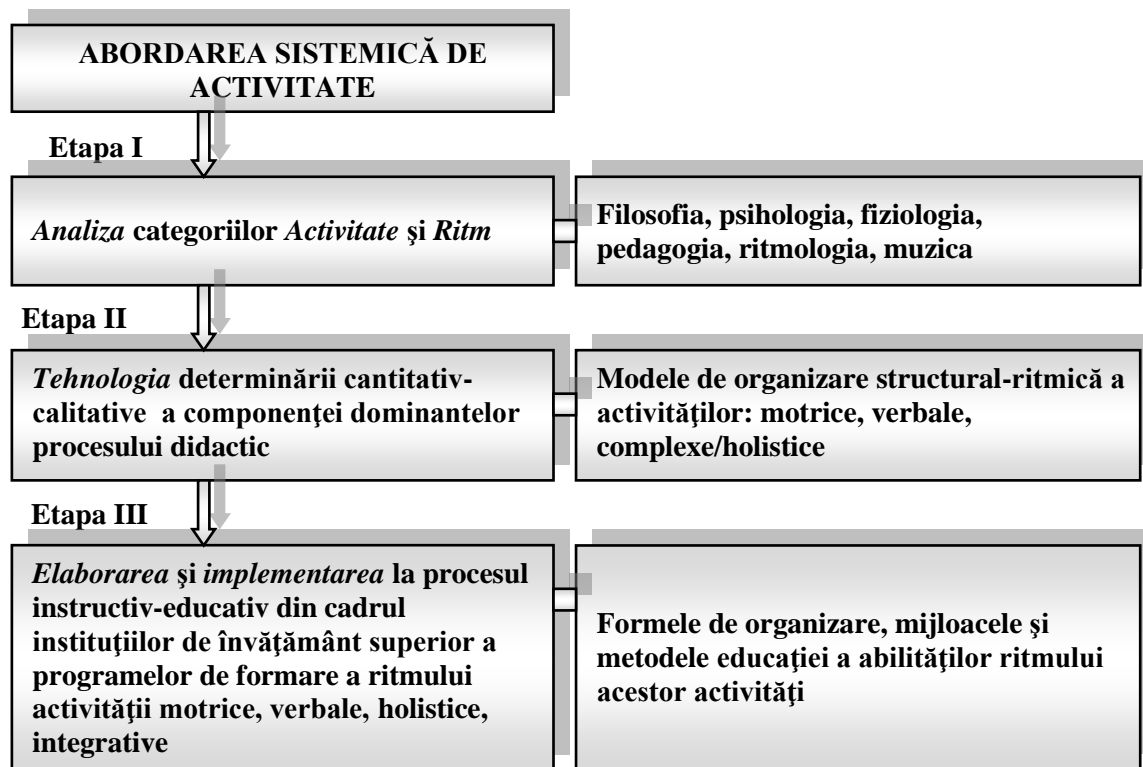 ABORDAREA SISTEMICĂ DE
ACTIVITATE
Etapa I
Analiza categoriilor Activitate şi Ritm
Filosofia, psihologia, fiziologia,
pedagogia, ritmologia, muzica
Etapa II
Tehnologia determinării cantitativ-
calitative a componenţei dominantelor
procesului didactic
Modele de organizare structural-ritmică a
activităţilor: motrice, verbale,
complexe/holistice
Etapa III
Elaborarea şi implementarea la procesul
instructiv-educativ din cadrul
instituţiilor de învăţământ superior a
programelor de formare a ritmului
activităţii motrice, verbale, holistice,
integrative
Formele de organizare, mijloacele şi
metodele educaţiei a abilităţilor ritmului
acestor activităţi